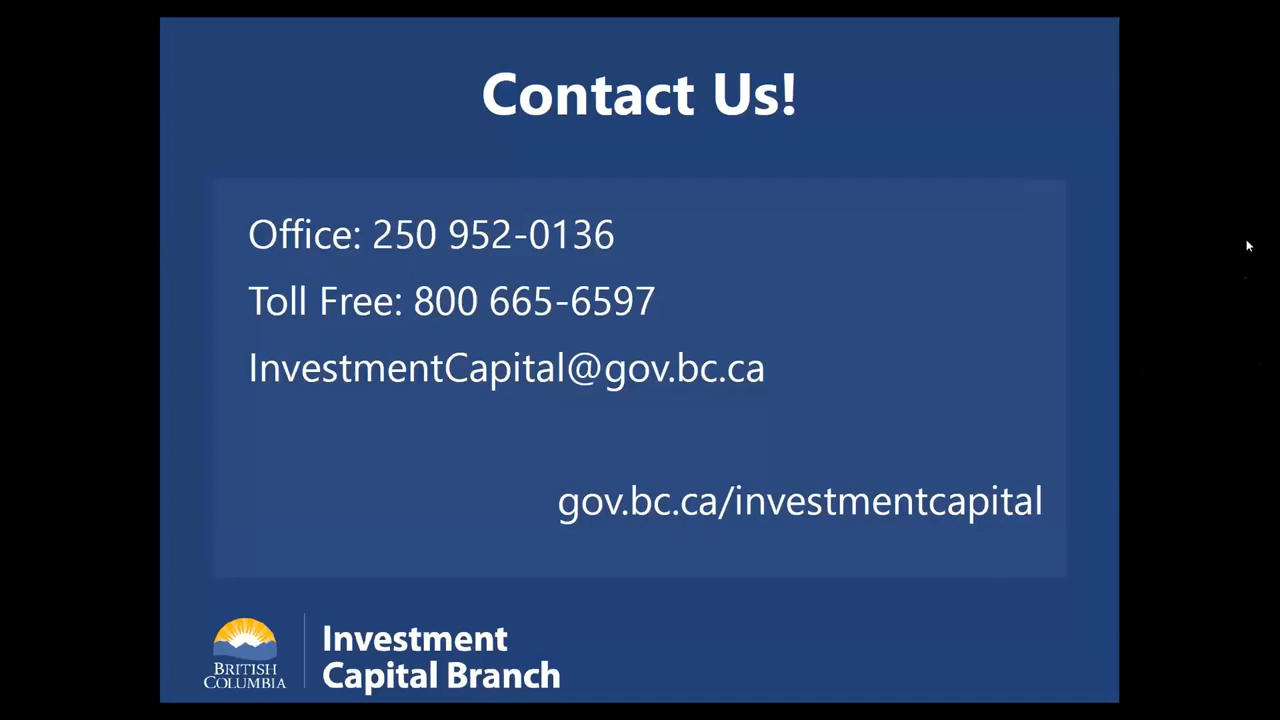 Contact Us!
Office: 250 952-0136
Toll Free: 800 665-6597
InvestmentCapital@gov.bc.ca
gov.bc.ca/investmentcapital
BRITISH
COLUMBIA
Investment
Capital Branch